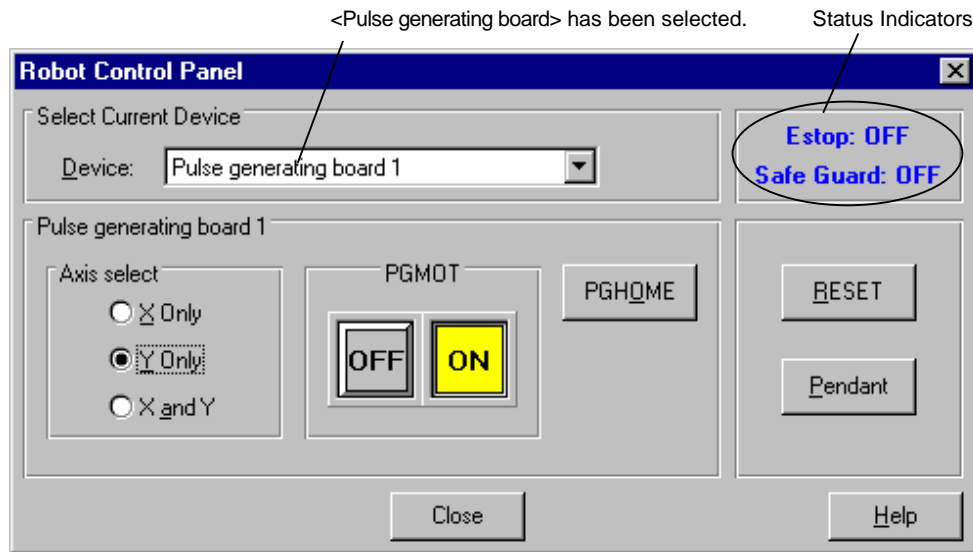 <Pulse generating board> has been selected.
Status Indicators
Robot Control Panel
Select Current Device
Device: Pulse generating board 1
Estop: OFF
Safe Guard: OFF
Pulse generating board 1
Axis select
X Only
Y Only
X and Y
PGMOT
OFF
ON
PGHOME
RESET
Pendant
Close
Help